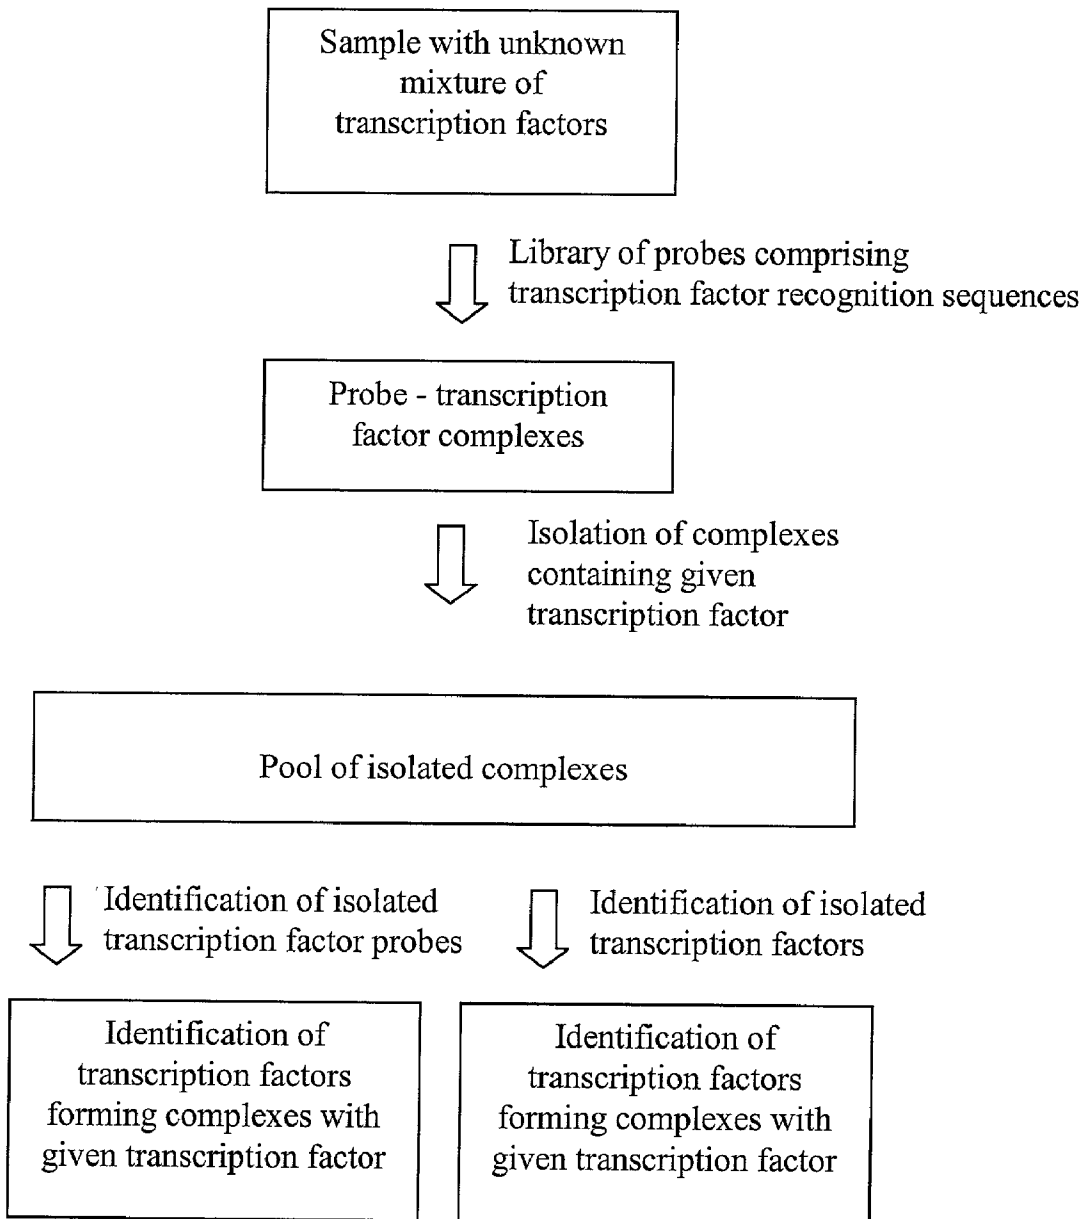 Sample with unknown
mixture of
transcription factors
Library of probes comprising
transcription factor recognition sequences
Probe - transcription
factor complexes
Isolation of complexes
containing given
transcription factor
Pool of isolated complexes
Identification of isolated
transcription factor probes
Identification of isolated
transcription factors
Identification of
transcription factors
forming complexes with
given transcription factor
Identification of
transcription factors
forming complexes with
given transcription factor